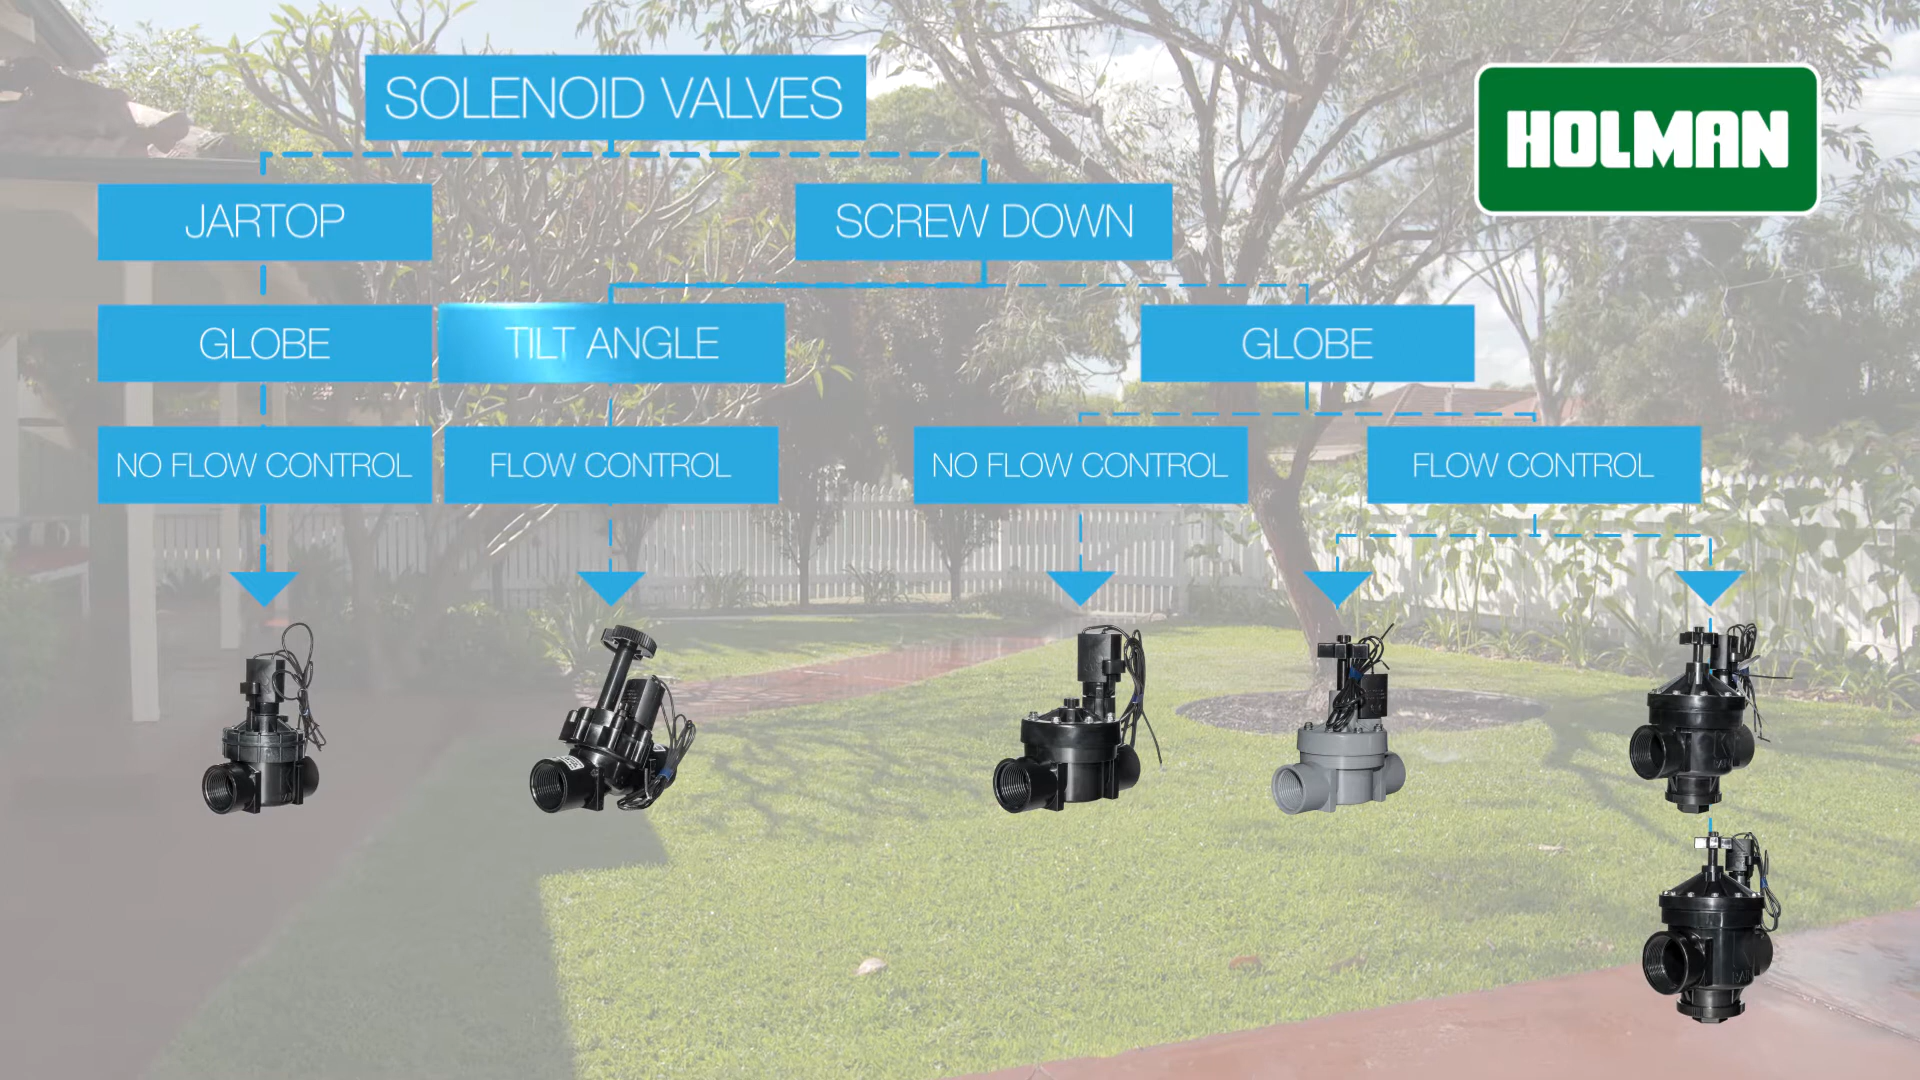 SOLENOID VALVES
HOLMAN
JARTOP
SCREW DOWN
GLOBE
TILT ANGLE
GLOBE
NO FLOW CONTROL
FLOW CONTROL
NO FLOW CONTROL
FLOW CONTROL